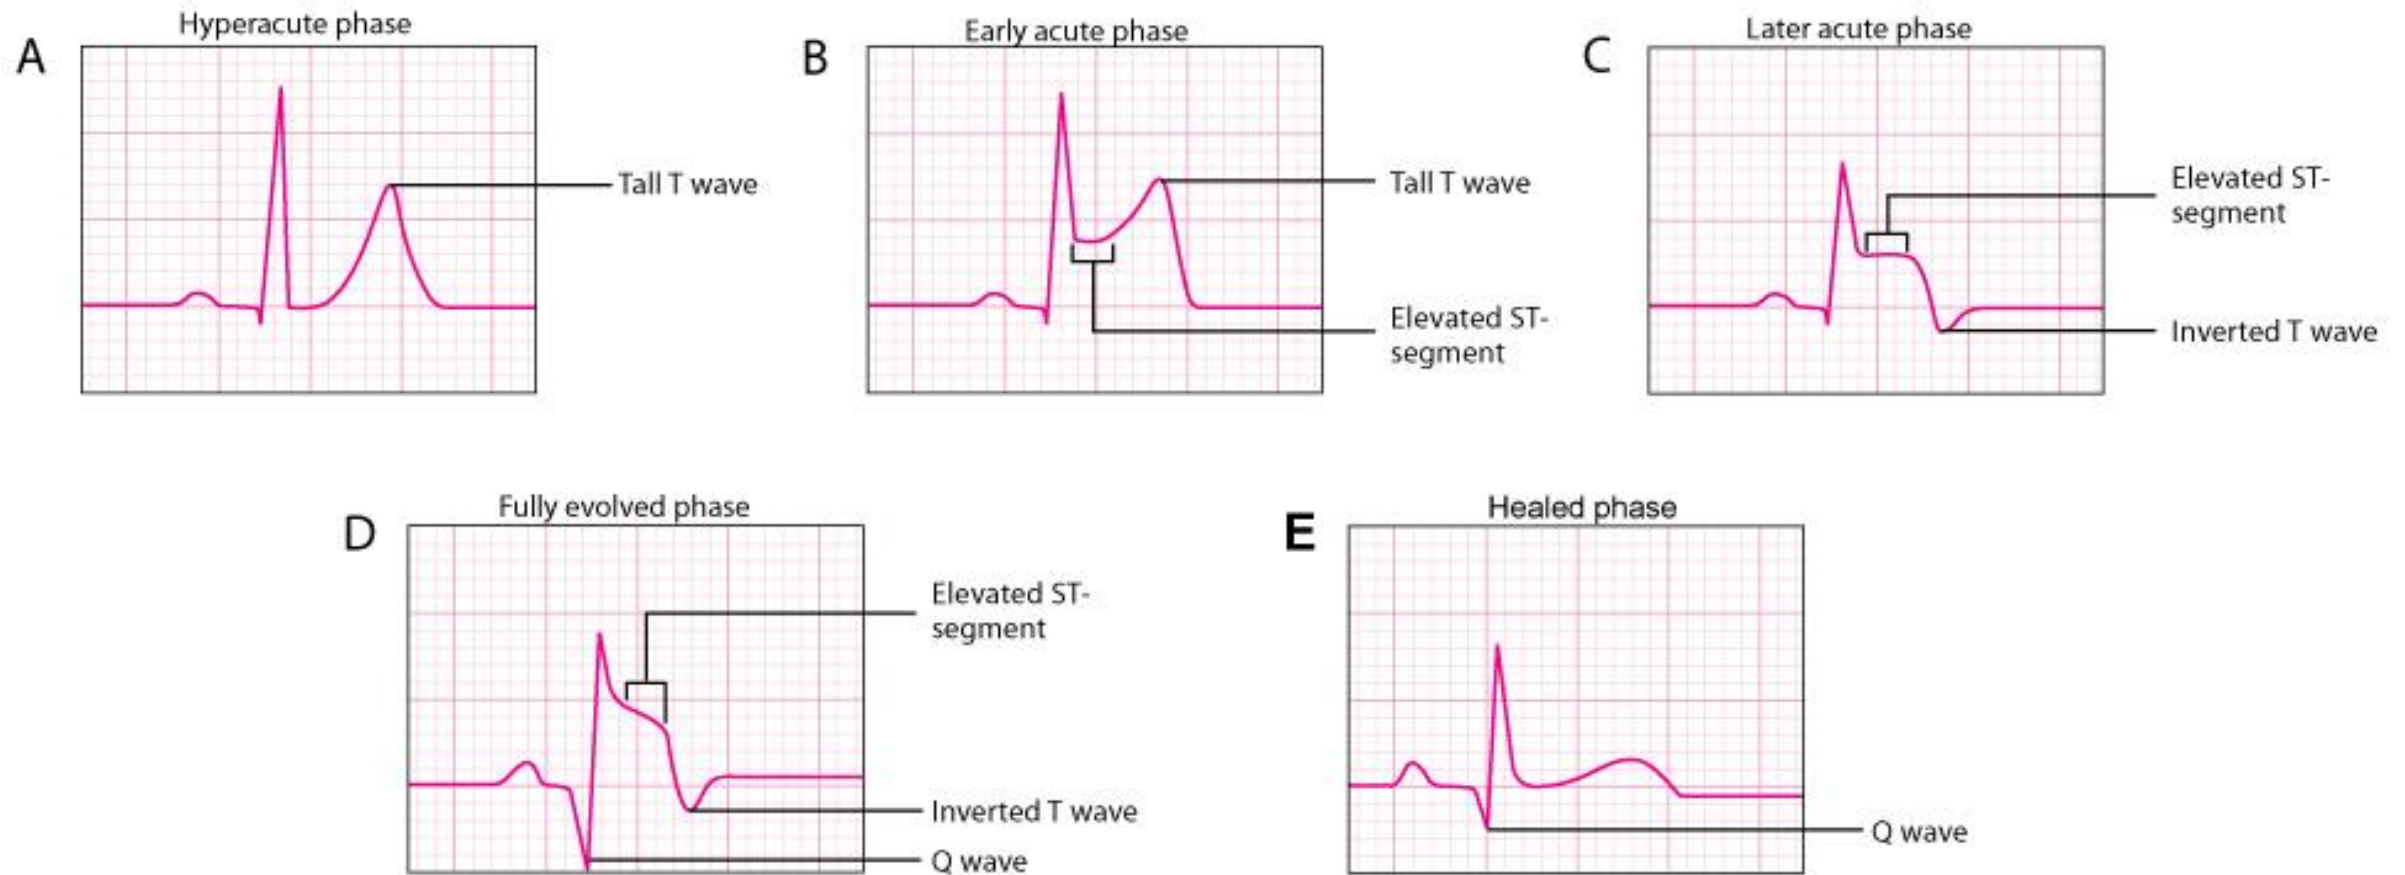 Hyperacute phase
A
Tall T wave
Early acute phase
B
Tall T wave
Elevated ST-
segment
Later acute phase
C
Elevated ST-
segment
Inverted T wave
Fully evolved phase
D
Elevated ST-
segment
Inverted T wave
Q wave
Healed phase
E
Q wave